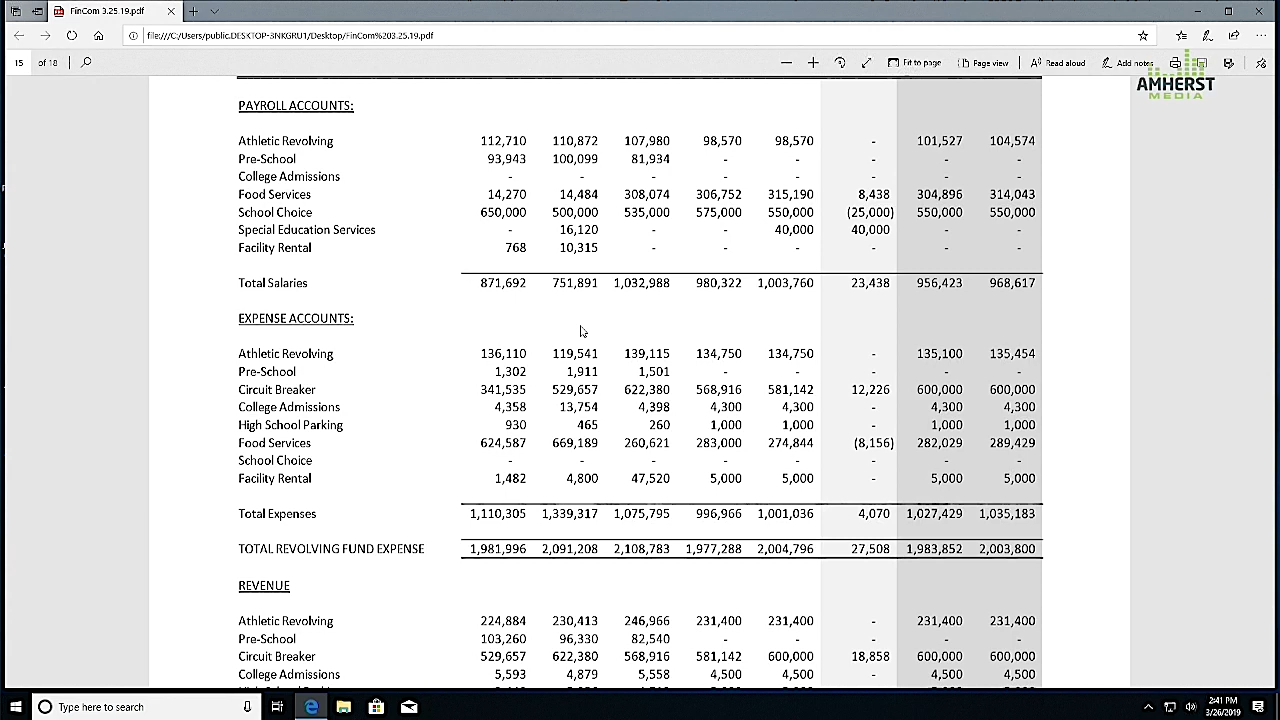 FinCom 3.25.19.pdf
file:///C:/Users/public.DESKTOP-3NKGRU1/Desktop/FinCom%203.25.19.pdf
15 of 18 Fit to page Page view Read aloud Add notes
AMHERST
MEDIA
PAYROLL ACCOUNTS:
Athletic Revolving 112,710 110,872 107,980 98,570 98,570 - 101,527 104,574
Pre-School 93,943 100,099 81,934 - - - - -
College Admissions - - - - - - - -
Food Services 14,270 14,484 308,074 306,752 315,190 8,438 304,896 314,043
School Choice 650,000 500,000 535,000 575,000 550,000 (25,000) 550,000 550,000
Special Education Services - 16,120 - - 40,000 40,000 - -
Facility Rental 768 10,315 - - - - - -
Total Salaries 871,692 751,891 1,032,988 980,322 1,003,760 23,438 956,423 968,617
EXPENSE ACCOUNTS:
Athletic Revolving 136,110 119,541 139,115 134,750 134,750 - 135,100 135,454
Pre-School 1,302 1,911 1,501 - - - - -
Circuit Breaker 341,535 529,657 622,380 568,916 581,142 12,226 600,000 600,000
College Admissions 4,358 13,754 4,398 4,300 4,300 - 4,300 4,300
High School Parking 930 465 260 1,000 1,000 - 1,000 1,000
Food Services 624,587 669,189 260,621 283,000 274,844 (8,156) 282,029 289,429
School Choice - - - - - - - -
Facility Rental 1,482 4,800 47,520 5,000 5,000 - 5,000 5,000
Total Expenses 1,110,305 1,339,317 1,075,795 996,966 1,001,036 4,070 1,027,429 1,035,183
TOTAL REVOLVING FUND EXPENSE 1,981,996 2,091,208 2,108,783 1,977,288 2,004,796 27,508 1,983,852 2,003,800
REVENUE
Athletic Revolving 224,884 230,413 246,966 231,400 231,400 - 231,400 231,400
Pre-School 103,260 96,330 82,540 - - - - -
Circuit Breaker 529,657 622,380 568,916 581,142 600,000 18,858 600,000 600,000
College Admissions 5,593 4,879 5,558 4,500 4,500 - 4,500 4,500
Type here to search
2:41 PM
3/26/2019